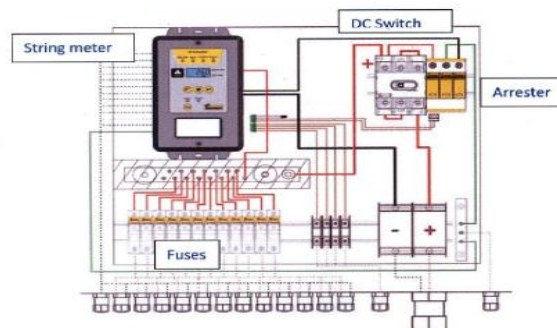 DC Switch
String meter
Arrester
+
Fuses
-
+